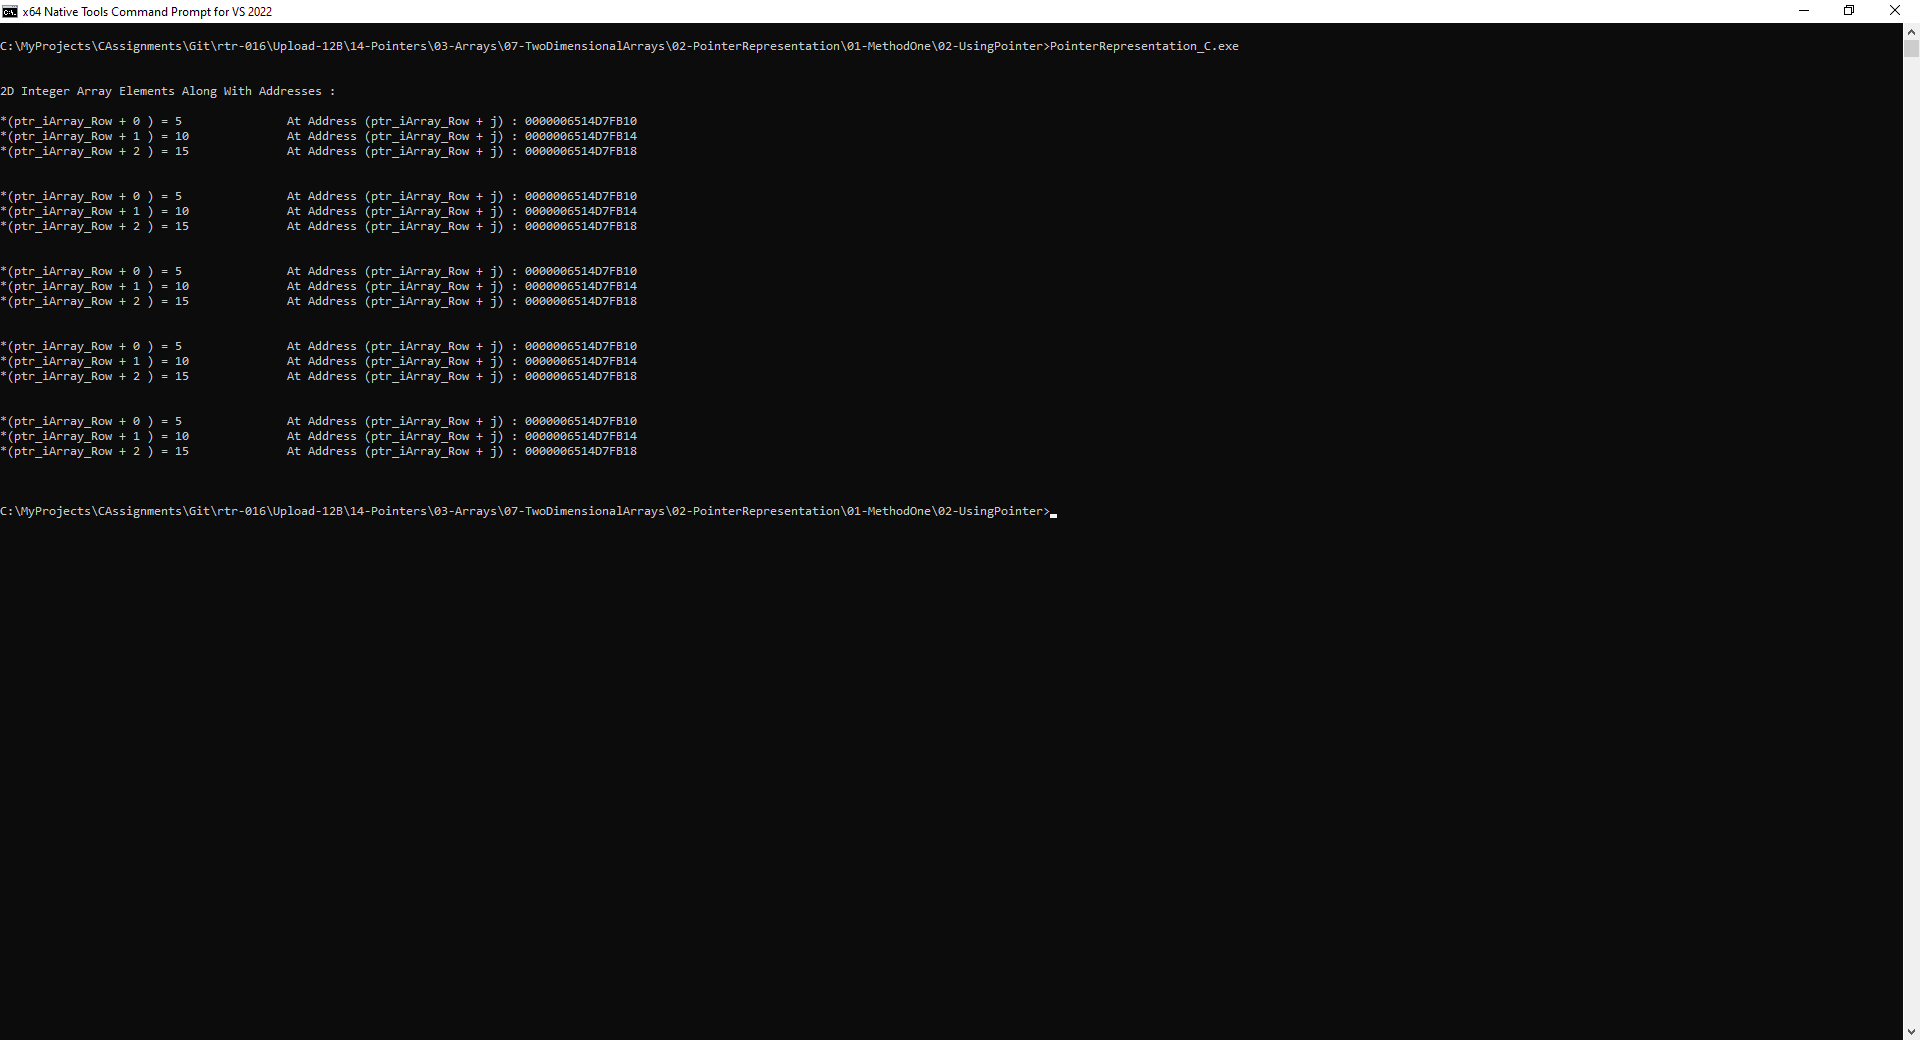 x64 Native Tools Command Prompt for VS 2022
C:\MyProjects\CAssignments\Git\rtr-016\Upload-12B\14-Pointers\03-Arrays\07-TwoDimensionalArrays\02-PointerRepresentation\01-MethodOne\02-UsingPointer>PointerRepresentation_C.exe
2D Integer Array Elements Along With Addresses :
*(ptr_iArray_Row + 0 ) = 5 At Address (ptr_iArray_Row + j) : 0000006514D7FB10
*(ptr_iArray_Row + 1 ) = 10 At Address (ptr_iArray_Row + j) : 0000006514D7FB14
*(ptr_iArray_Row + 2 ) = 15 At Address (ptr_iArray_Row + j) : 0000006514D7FB18
*(ptr_iArray_Row + 0 ) = 5 At Address (ptr_iArray_Row + j) : 0000006514D7FB10
*(ptr_iArray_Row + 1 ) = 10 At Address (ptr_iArray_Row + j) : 0000006514D7FB14
*(ptr_iArray_Row + 2 ) = 15 At Address (ptr_iArray_Row + j) : 0000006514D7FB18
*(ptr_iArray_Row + 0 ) = 5 At Address (ptr_iArray_Row + j) : 0000006514D7FB10
*(ptr_iArray_Row + 1 ) = 10 At Address (ptr_iArray_Row + j) : 0000006514D7FB14
*(ptr_iArray_Row + 2 ) = 15 At Address (ptr_iArray_Row + j) : 0000006514D7FB18
*(ptr_iArray_Row + 0 ) = 5 At Address (ptr_iArray_Row + j) : 0000006514D7FB10
*(ptr_iArray_Row + 1 ) = 10 At Address (ptr_iArray_Row + j) : 0000006514D7FB14
*(ptr_iArray_Row + 2 ) = 15 At Address (ptr_iArray_Row + j) : 0000006514D7FB18
*(ptr_iArray_Row + 0 ) = 5 At Address (ptr_iArray_Row + j) : 0000006514D7FB10
*(ptr_iArray_Row + 1 ) = 10 At Address (ptr_iArray_Row + j) : 0000006514D7FB14
*(ptr_iArray_Row + 2 ) = 15 At Address (ptr_iArray_Row + j) : 0000006514D7FB18
C:\MyProjects\CAssignments\Git\rtr-016\Upload-12B\14-Pointers\03-Arrays\07-TwoDimensionalArrays\02-PointerRepresentation\01-MethodOne\02-UsingPointer>